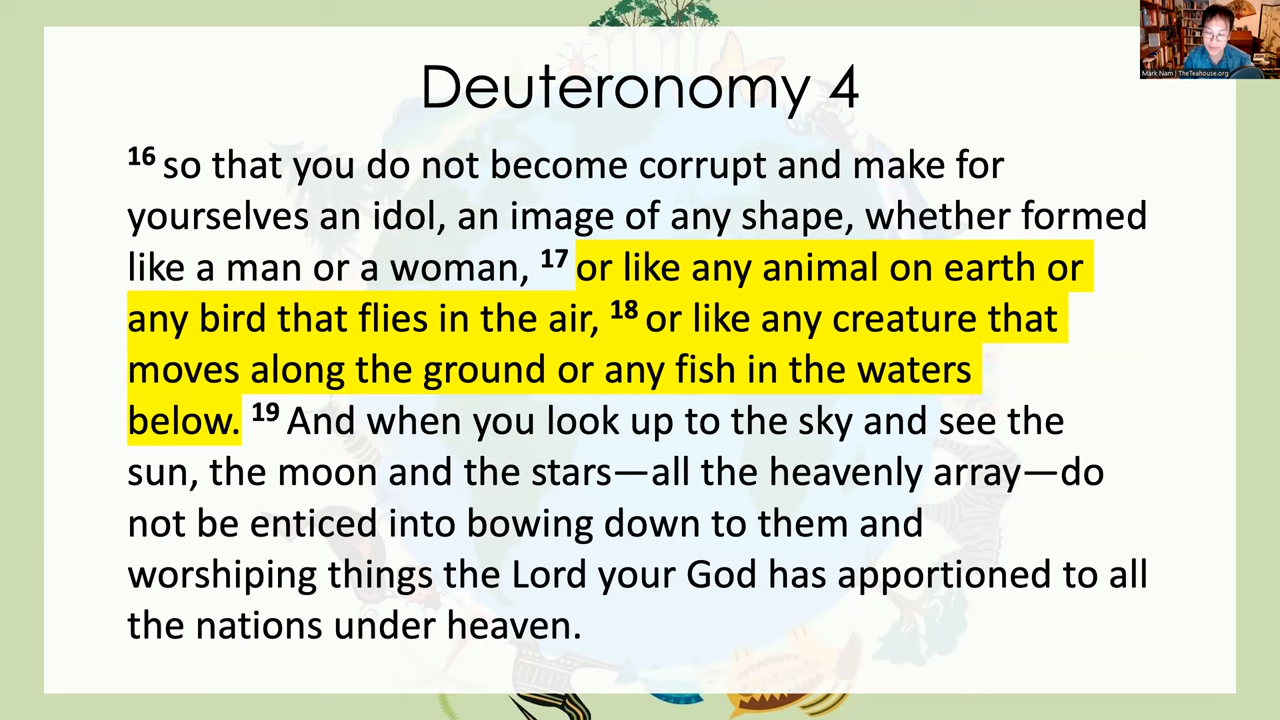 Deuteronomy 4
Mark Nam | TheTeahouse.org
16 so that you do not become corrupt and make for
yourselves an idol, an image of any shape, whether formed
like a man or a woman, 17 or like any animal on earth or
any bird that flies in the air, 18 or like any creature that
moves along the ground or any fish in the waters
below. 19 And when you look up to the sky and see the
sun, the moon and the stars—all the heavenly array—do
not be enticed into bowing down to them and
worshiping things the Lord your God has apportioned to all
the nations under heaven.